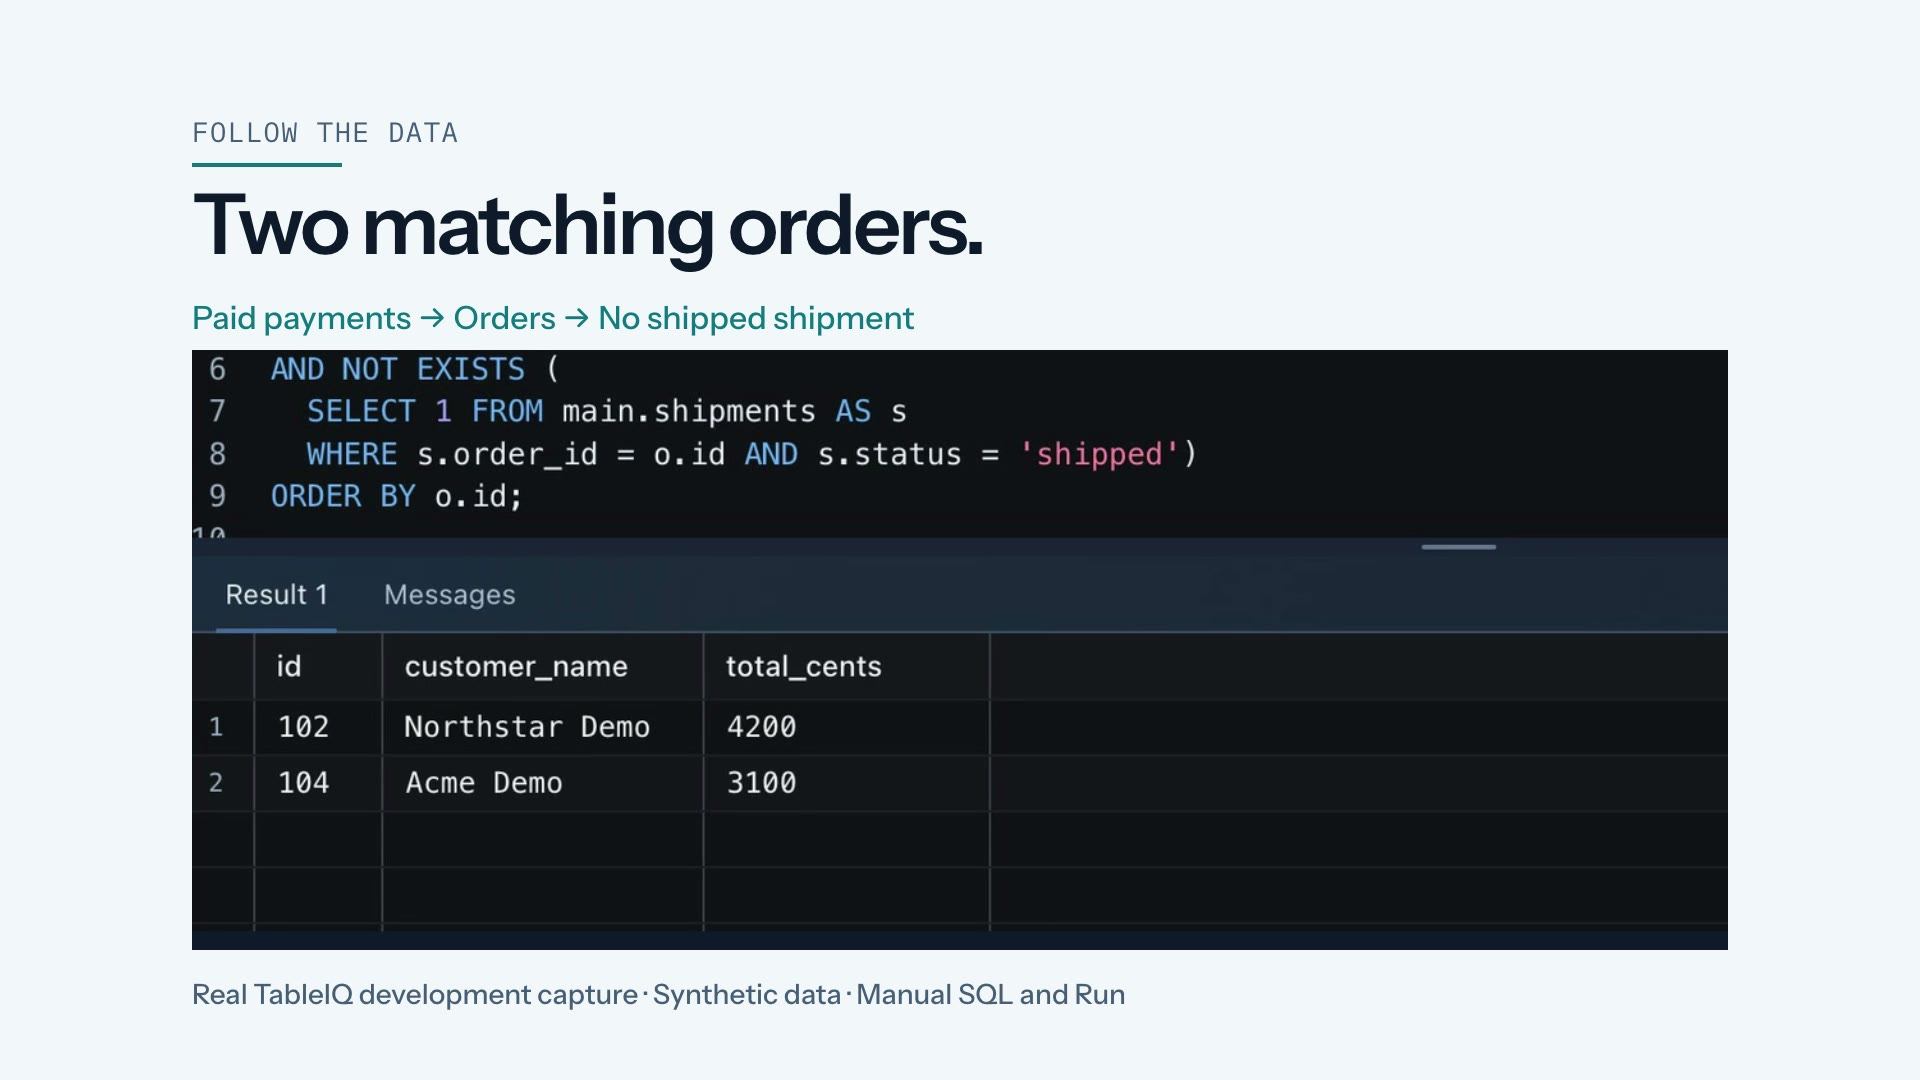 FOLLOW THE DATA
Two matching orders.
Paid payments → Orders → No shipped shipment
6 AND NOT EXISTS (
7 SELECT 1 FROM main.shipments AS s
8 WHERE s.order_id = o.id AND s.status = 'shipped')
9 ORDER BY o.id;
10
Result 1 Messages
id customer_name total_cents
1 102 Northstar Demo 4200
2 104 Acme Demo 3100
Real TableIQ development capture · Synthetic data · Manual SQL and Run